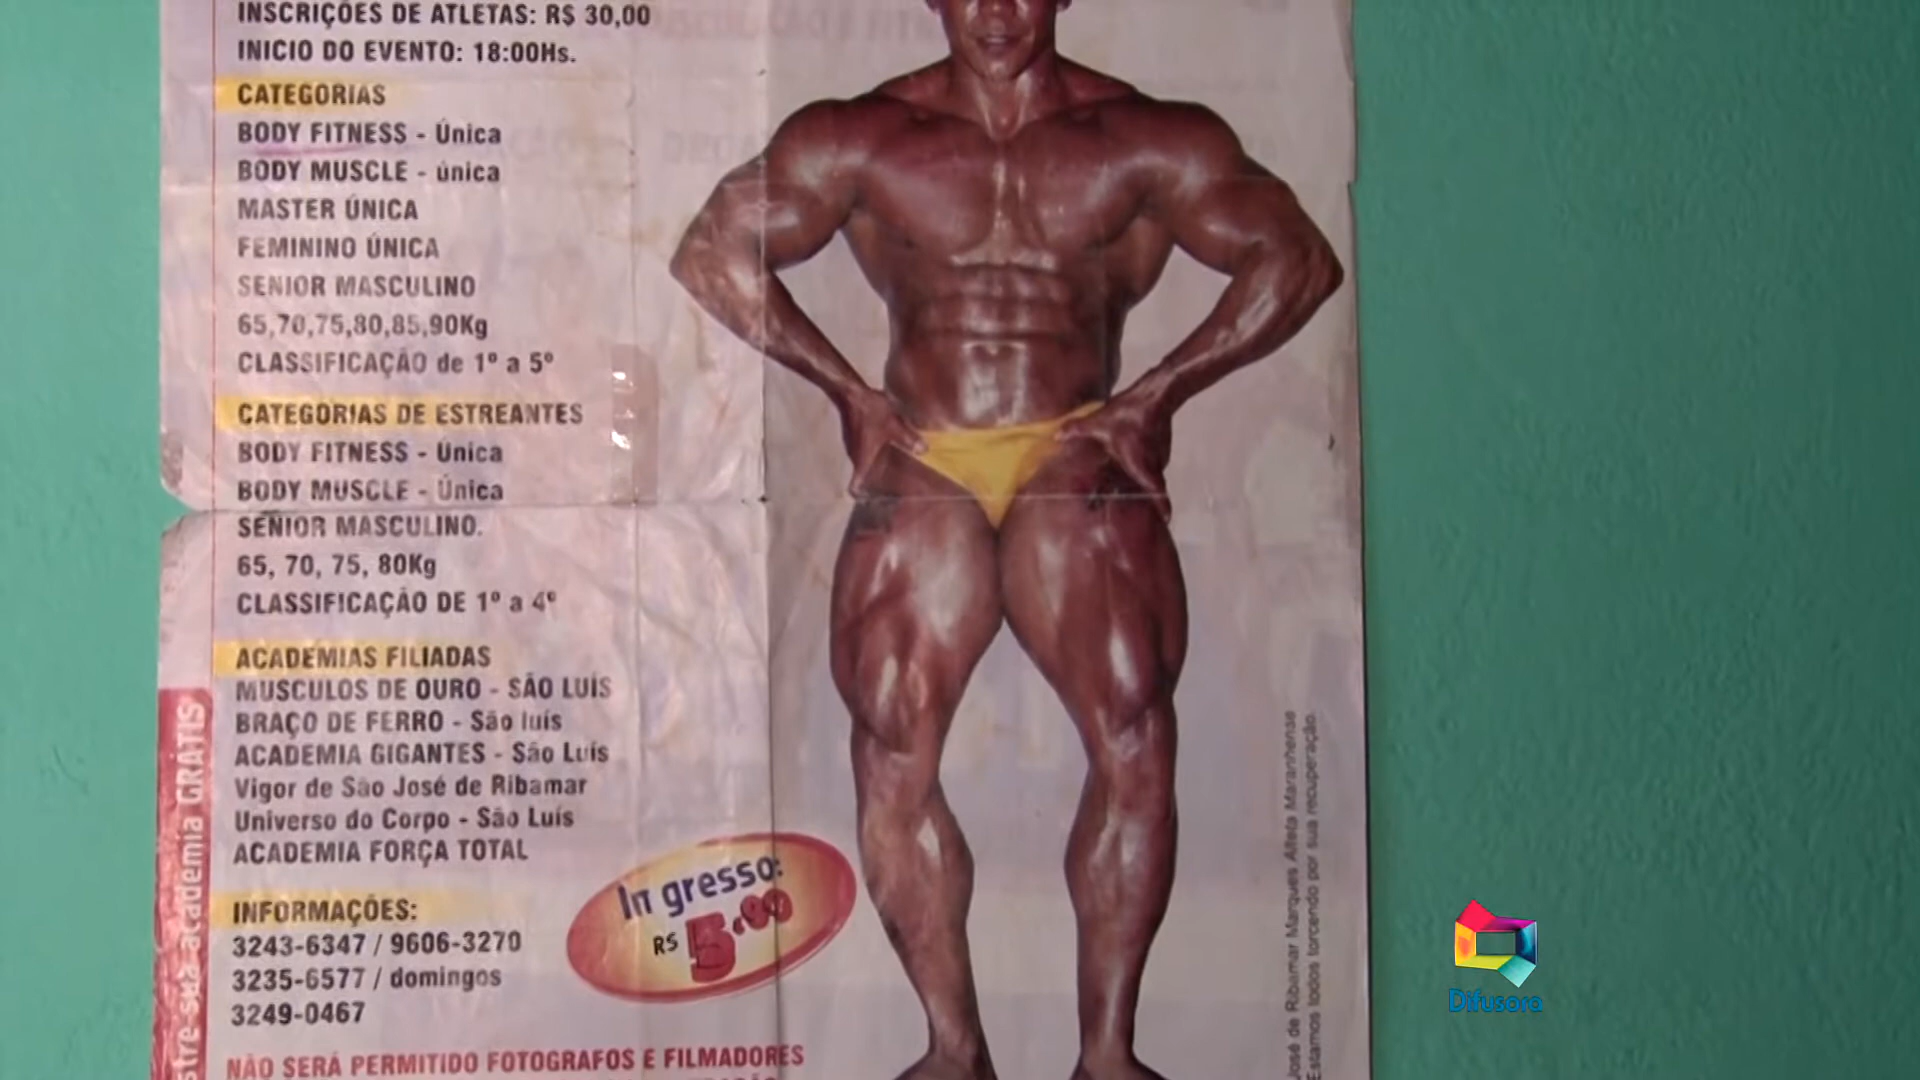 INSCRIÇÕES DE ATLETAS: R$ 30,00
INICIO DO EVENTO: 18:00Hs.
CATEGORIAS
BODY FITNESS - Única
BODY MUSCLE - única
MASTER ÚNICA
FEMININO ÚNICA
SENIOR MASCULINO
65,70,75,80,85,90Kg
CLASSIFICAÇÃO de 1º a 5º
CATEGORIAS DE ESTREANTES
BODY FITNESS - Única
BODY MUSCLE - Única
SENIOR MASCULINO.
65, 70, 75, 80Kg
CLASSIFICAÇÃO DE 1º a 4º
ACADEMIAS FILIADAS
MUSCULOS DE OURO - SÃO LUÍS
BRAÇO DE FERRO - São luís
ACADEMIA GIGANTES - São Luís
Vigor de São José de Ribamar
Universo do Corpo - São Luís
ACADEMIA FORÇA TOTAL
INFORMAÇÕES:
3243-6347 / 9606-3270
3235-6577 / domingos
3249-0467
NÃO SERÁ PERMITIDO FOTOGRAFOS E FILMADORES
sua academia GRATIS
Ingresso:
R$ 5,00
José de Ribamar Marques Atleta Maranhense
Estamos todos torcendo por sua recuperação.
Difusora